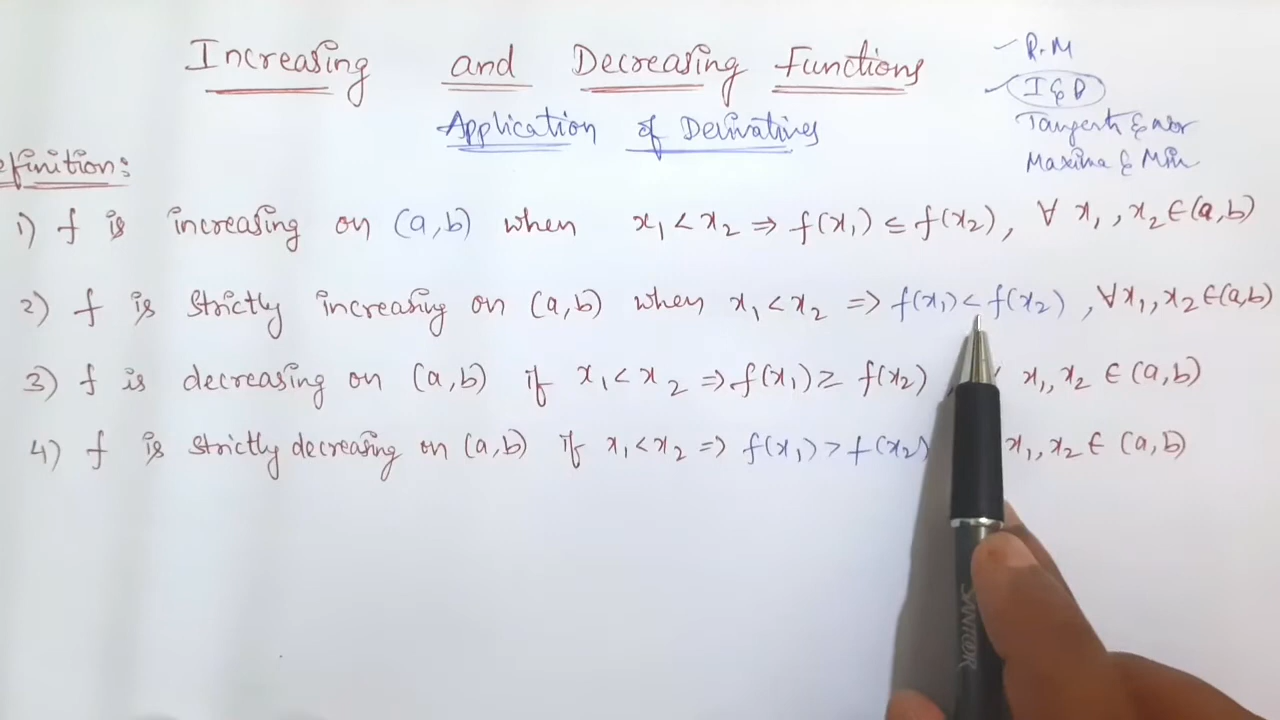 Increasing and Decreasing Functions
Application of Derivatives
R.M
I & D
Tangents & Nor
Maxima & Min
efinition:
1) f is increasing on (a,b) when x₁ < x₂ ⇒ f(x₁) ≤ f(x₂), ∀ x₁, x₂ ∈ (a,b)
2) f is strictly increasing on (a,b) when x₁ < x₂ ⇒ f(x₁) < f(x₂), ∀ x₁, x₂ ∈ (a,b)
3) f is decreasing on (a,b) if x₁ < x₂ ⇒ f(x₁) ≥ f(x₂) x₁, x₂ ∈ (a,b)
4) f is strictly decreasing on (a,b) if x₁ < x₂ ⇒ f(x₁) > f(x₂) x₁, x₂ ∈ (a,b)
SANTOR